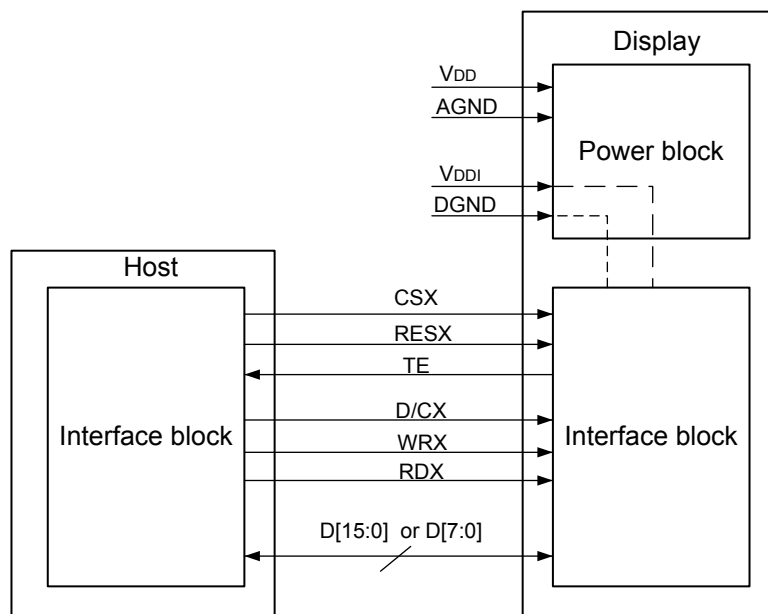 Display
VDD
AGND
Power block
VDDI
DGND
Host
CSX
RESX
TE
D/CX
Interface block
WRX
Interface block
RDX
D[15:0] or D[7:0]